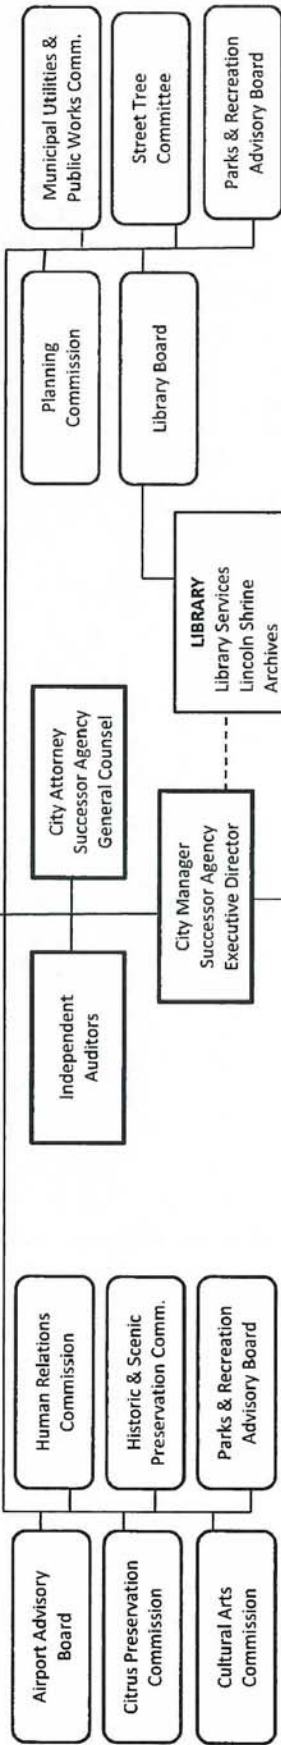 Airport Advisory
Board
Human Relations
Commission
Citrus Preservation
Commission
Historic & Scenic
Preservation Comm.
Cultural Arts
Commission
Parks & Recreation
Advisory Board
Independent
Auditors
City Attorney
Successor Agency
General Counsel
City Manager
Successor Agency
Executive Director
LIBRARY
Library Services
Lincoln Shrine
Archives
Planning
Commission
Municipal Utilities &
Public Works Comm.
Library Board
Street Tree
Committee
Parks & Recreation
Advisory Board